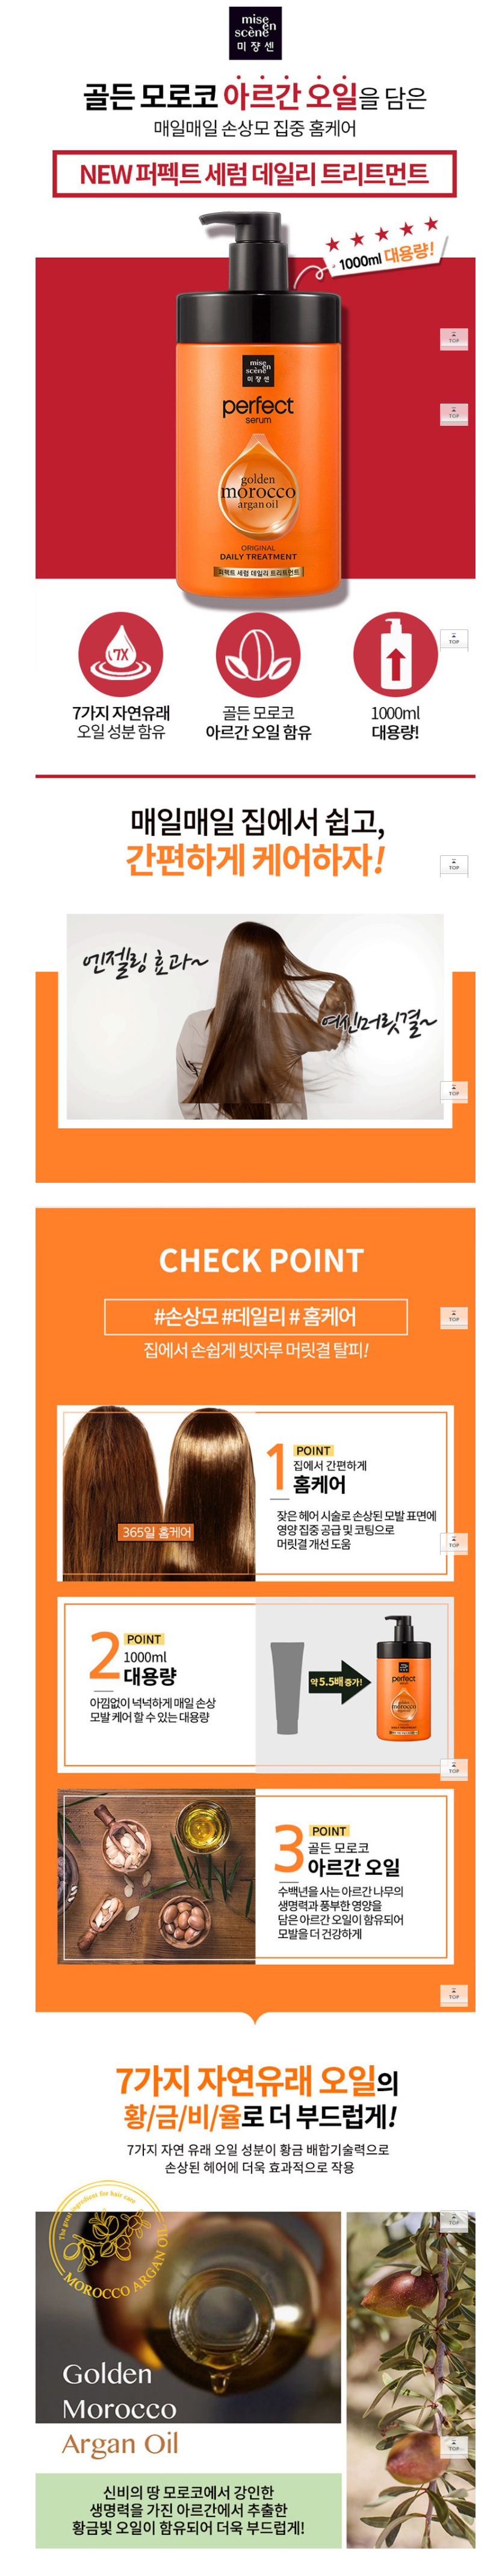 mise
en
scène
미쟝센
골든 모로코 아르간 오일을 담은
매일매일 손상모 집중 홈케어
NEW 퍼펙트 세럼 데일리 트리트먼트
1000ml 대용량!
TOP
TOP
mise
en
scène
미쟝센
perfect
serum
golden
morocco
argan oil
ORIGINAL
DAILY TREATMENT
퍼펙트 세럼 데일리 트리트먼트
TOP
7X
7가지 자연유래
오일 성분 함유
골든 모로코
아르간 오일 함유
1000ml
대용량!
매일매일 집에서 쉽고,
간편하게 케어하자!
TOP
엔젤링 효과~
여신머릿결~
TOP
CHECK POINT
#손상모 #데일리 # 홈케어
TOP
집에서 손쉽게 빗자루 머릿결 탈피!
365일 홈케어
1 POINT
집에서 간편하게
홈케어
잦은 헤어 시술로 손상된 모발 표면에
영양 집중 공급 및 코팅으로
머릿결 개선 도움
TOP
2 POINT
1000ml
대용량
아낌없이 넉넉하게 매일 손상
모발 케어 할 수 있는 대용량
약 5.5배 증가!
perfect
morocco
TOP
3 POINT
골든 모로코
아르간 오일
수백년을 사는 아르간 나무의
생명력과 풍부한 영양을
담은 아르간 오일이 함유되어
모발을 더 건강하게
TOP
7가지 자연유래 오일의
황/금/비/율로 더 부드럽게!
7가지 자연 유래 오일 성분이 황금 배합기술력으로
손상된 헤어에 더욱 효과적으로 작용
TOP
The great ingredient for hair care
MOROCCO ARGAN OIL
Golden
Morocco
Argan Oil
TOP
신비의 땅 모로코에서 강인한
생명력을 가진 아르간에서 추출한
황금빛 오일이 함유되어 더욱 부드럽게!